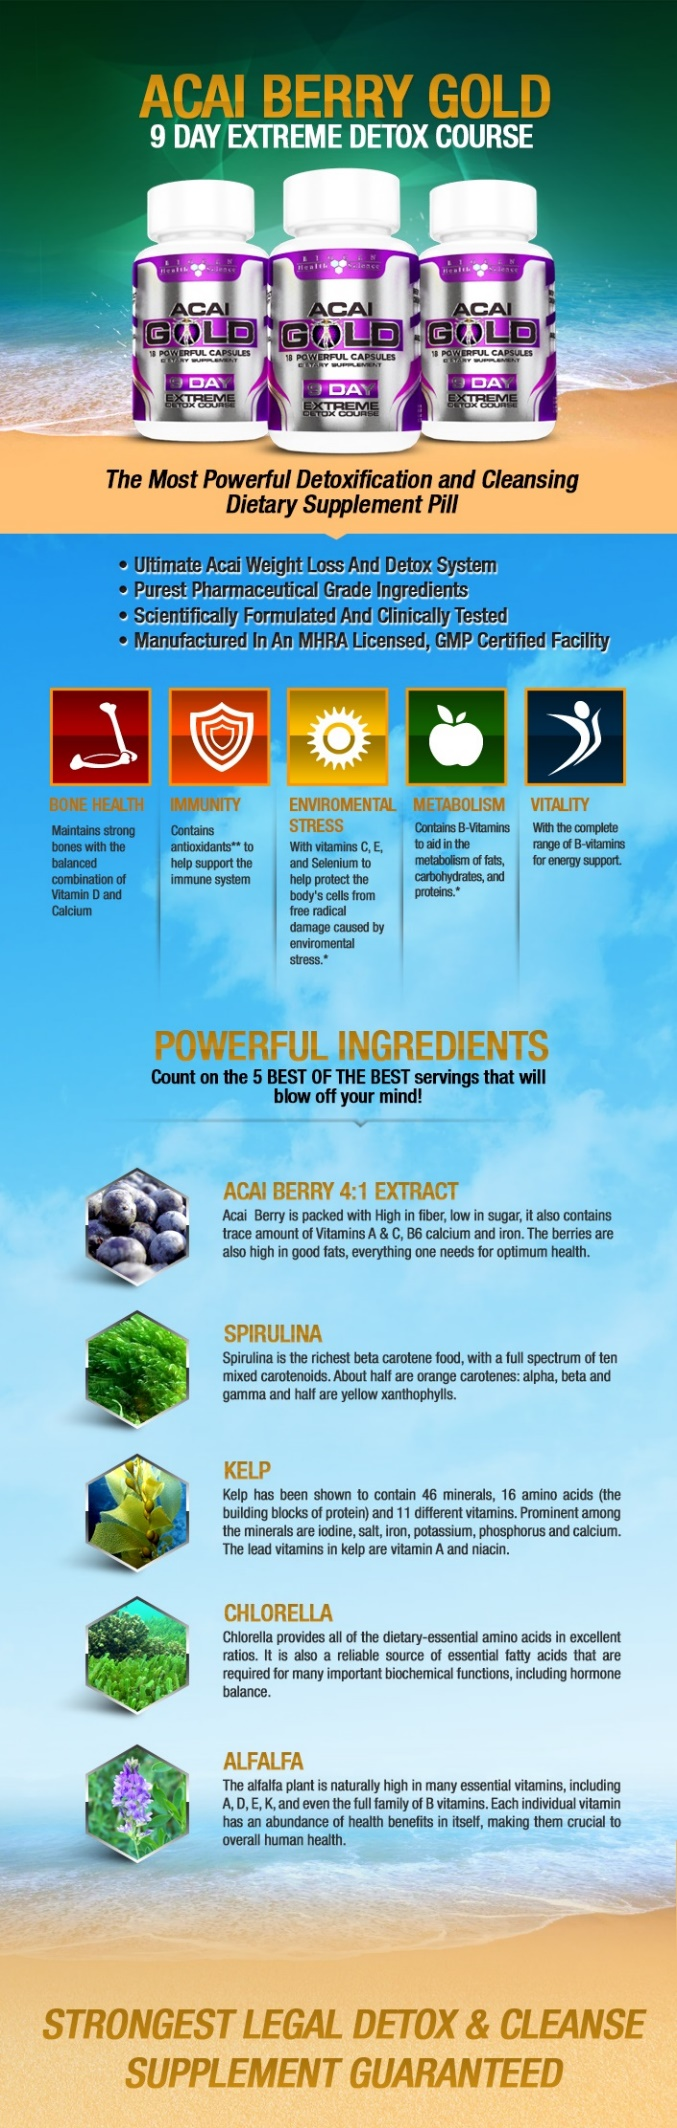 ACAI BERRY GOLD
9 DAY EXTREME DETOX COURSE
Health Science
ACAI
GOLD
18 POWERFUL CAPSULES
DIETARY SUPPLEMENT
9 DAY
EXTREME
DETOX COURSE
Health Science
ACAI
GOLD
18 POWERFUL CAPSULES
DIETARY SUPPLEMENT
9 DAY
EXTREME
DETOX COURSE
Health Science
ACAI
GOLD
18 POWERFUL CAPSULES
DIETARY SUPPLEMENT
9 DAY
EXTREME
DETOX COURSE
The Most Powerful Detoxification and Cleansing
Dietary Supplement Pill
• Ultimate Acai Weight Loss And Detox System
• Purest Pharmaceutical Grade Ingredients
• Scientifically Formulated And Clinically Tested
• Manufactured In An MHRA Licensed, GMP Certified Facility
BONE HEALTH
Maintains strong
bones with the
balanced
combination of
Vitamin D and
Calcium
IMMUNITY
Contains
antioxidants** to
help support the
immune system
ENVIROMENTAL
STRESS
With vitamins C, E,
and Selenium to
help protect the
body's cells from
free radical
damage caused by
enviromental
stress.*
METABOLISM
Contains B-Vitamins
to aid in the
metabolism of fats,
carbohydrates, and
proteins.*
VITALITY
With the complete
range of B-vitamins
for energy support.
POWERFUL INGREDIENTS
Count on the 5 BEST OF THE BEST servings that will
blow off your mind!
ACAI BERRY 4:1 EXTRACT
Acai Berry is packed with High in fiber, low in sugar, it also contains
trace amount of Vitamins A & C, B6 calcium and iron. The berries are
also high in good fats, everything one needs for optimum health.
SPIRULINA
Spirulina is the richest beta carotene food, with a full spectrum of ten
mixed carotenoids. About half are orange carotenes: alpha, beta and
gamma and half are yellow xanthophylls.
KELP
Kelp has been shown to contain 46 minerals, 16 amino acids (the
building blocks of protein) and 11 different vitamins. Prominent among
the minerals are iodine, salt, iron, potassium, phosphorus and calcium.
The lead vitamins in kelp are vitamin A and niacin.
CHLORELLA
Chlorella provides all of the dietary-essential amino acids in excellent
ratios. It is also a reliable source of essential fatty acids that are
required for many important biochemical functions, including hormone
balance.
ALFALFA
The alfalfa plant is naturally high in many essential vitamins, including
A, D, E, K, and even the full family of B vitamins. Each individual vitamin
has an abundance of health benefits in itself, making them crucial to
overall human health.
STRONGEST LEGAL DETOX & CLEANSE
SUPPLEMENT GUARANTEED